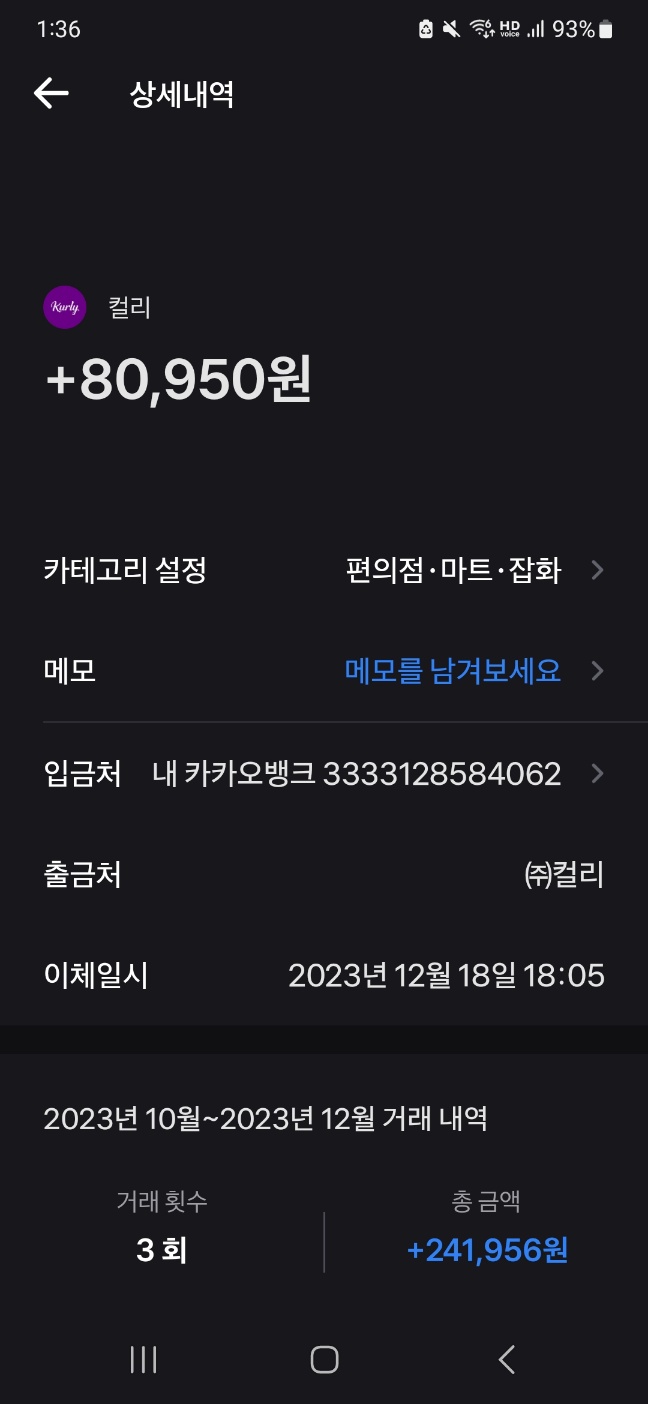 1:36 HD voice 93%
상세내역
Kurly 컬리
+80,950원
카테고리 설정 편의점·마트·잡화
메모 메모를 남겨보세요
입금처 내 카카오뱅크 3333128584062
출금처 ㈜컬리
이체일시 2023년 12월 18일 18:05
2023년 10월~2023년 12월 거래 내역
거래 횟수 총 금액
3 회 +241,956원